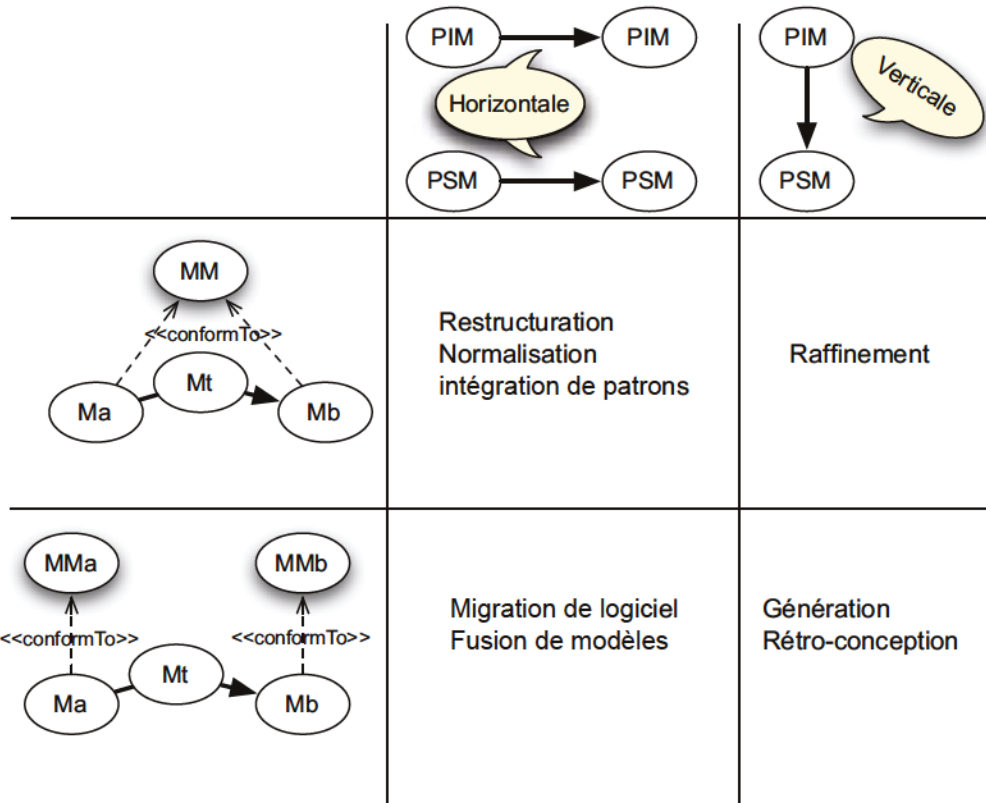 PIM
PIM
PIM
Horizontale
Verticale
PSM
PSM
PSM
MM
<<conformTo>>
Mt
Ma
Mb
Restructuration
Normalisation
intégration de patrons
Raffinement
MMa
MMb
<<conformTo>>
<<conformTo>>
Mt
Ma
Mb
Migration de logiciel
Fusion de modèles
Génération
Rétro-conception